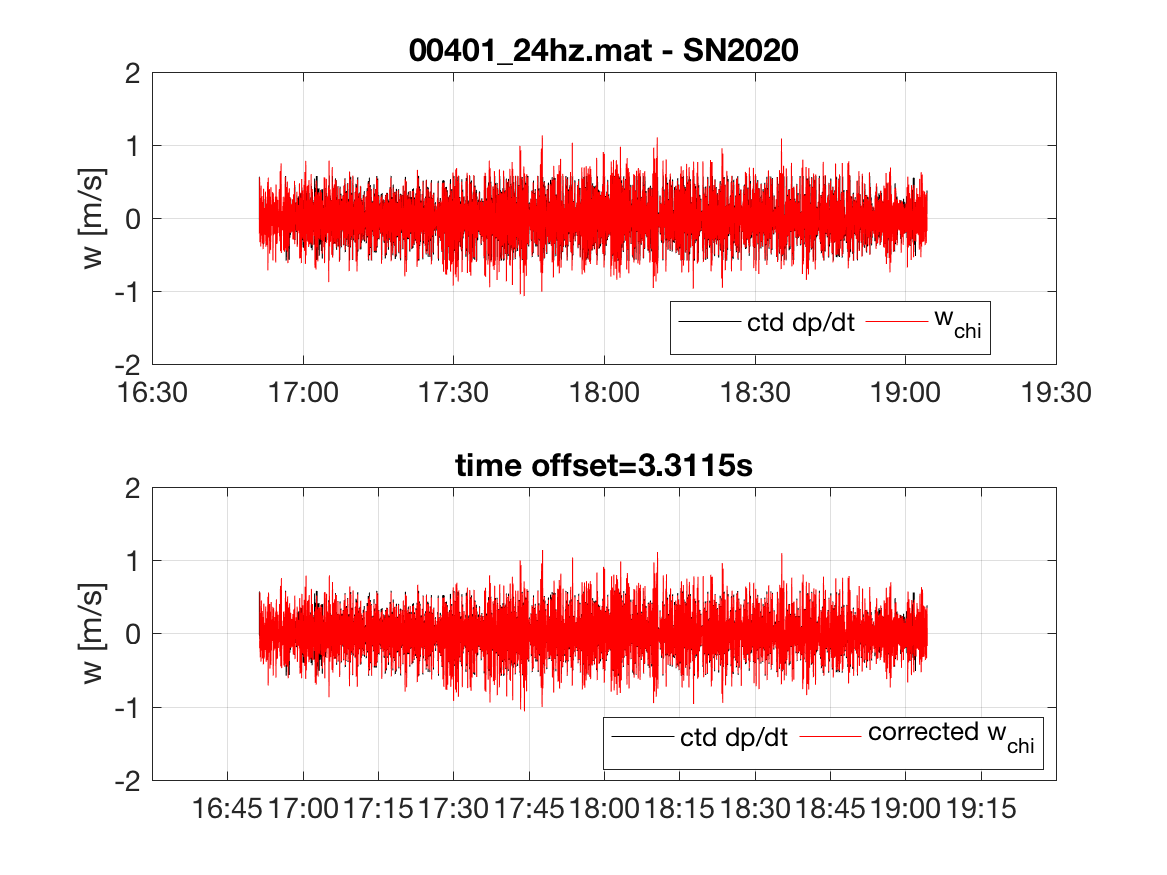 00401_24hz.mat - SN2020
2
1
0
-1
-2
w [m/s]
ctd dp/dt w_chi
16:30 17:00 17:30 18:00 18:30 19:00 19:30
time offset=3.3115s
2
1
0
-1
-2
w [m/s]
ctd dp/dt corrected w_chi
16:45 17:00 17:15 17:30 17:45 18:00 18:15 18:30 18:45 19:00 19:15